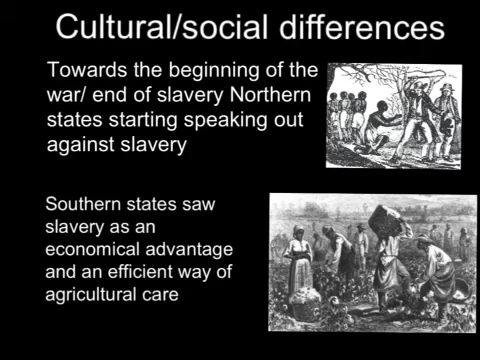 Cultural/social differences
Towards the beginning of the
war/ end of slavery Northern
states starting speaking out
against slavery
Southern states saw
slavery as an
economical advantage
and an efficient way of
agricultural care